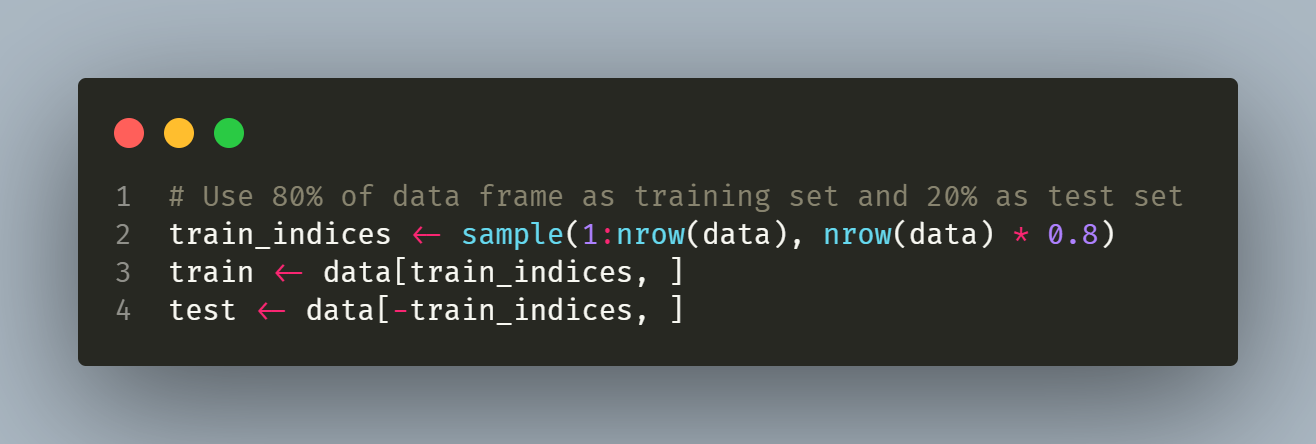 1 # Use 80% of data frame as training set and 20% as test set
2 train_indices <- sample(1:nrow(data), nrow(data) * 0.8)
3 train <- data[train_indices, ]
4 test <- data[-train_indices, ]